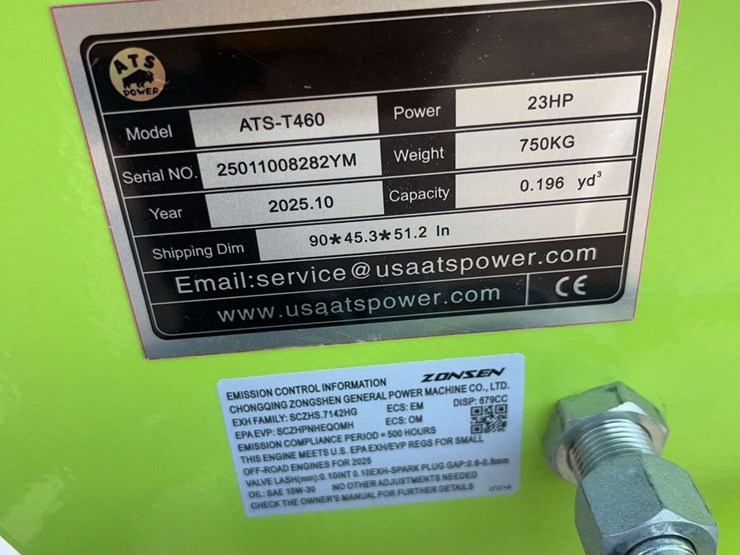 ATS
POWER
Model ATS-T460 Power 23HP
Serial NO. 25011008282YM Weight 750KG
Year 2025.10 Capacity 0.196 yd³
Shipping Dim 90*45.3*51.2 In
Email:service@usaatspower.com
www.usaatspower.com CE
EMISSION CONTROL INFORMATION ZONSEN
CHONGQING ZONGSHEN GENERAL POWER MACHINE CO., LTD.
EXH FAMILY: SCZHS.7142HG ECS: EM DISP: 679CC
EPA EVP: SCZHPNHEQOMH ECS: OM
EMISSION COMPLIANCE PERIOD = 500 HOURS
THIS ENGINE MEETS U.S. EPA EXH/EVP REGS FOR SMALL
OFF-ROAD ENGINES FOR 2025
VALVE LASH(mm):0.10INT 0.10EXH-SPARK PLUG GAP:0.6-0.8mm
OIL: SAE 10W-30 NO OTHER ADJUSTMENTS NEEDED
CHECK THE OWNER'S MANUAL FOR FURTHER DETAILS